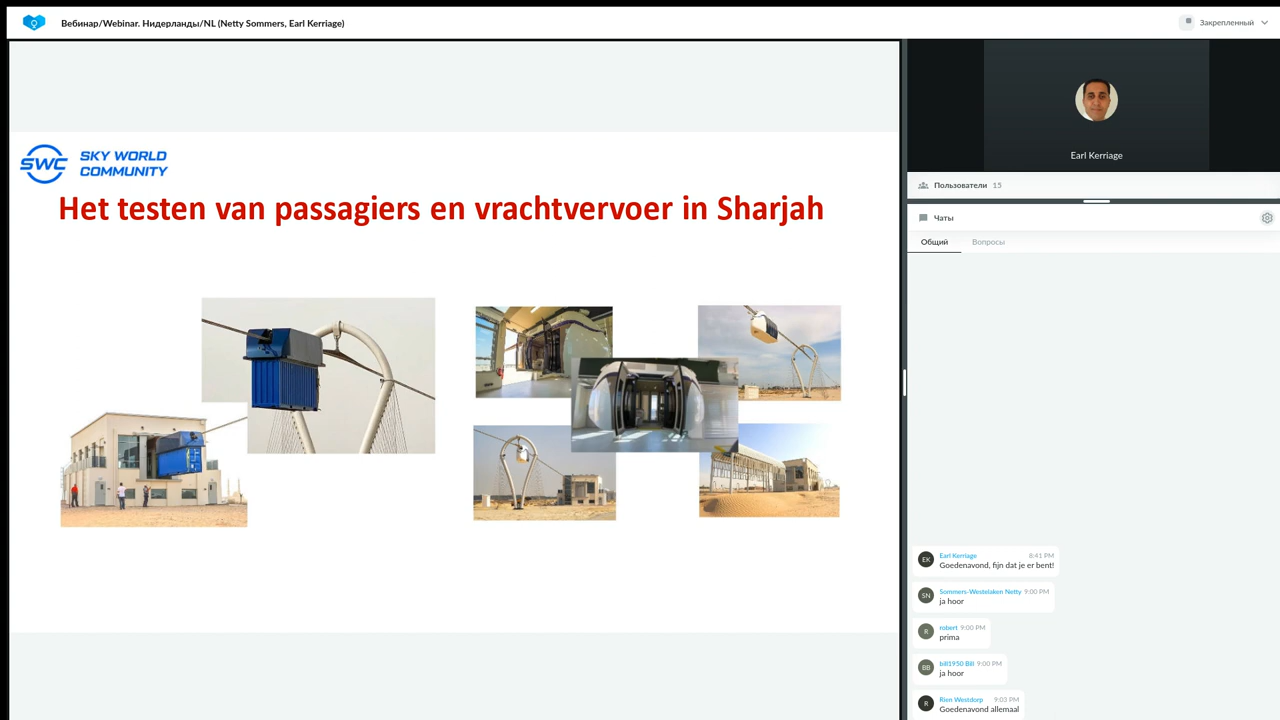 Вебинар/Webinar. Нидерланды/NL (Netty Sommers, Earl Kerriage)
Закрепленный
SWC SKY WORLD
COMMUNITY
Het testen van passagiers en vrachtvervoer in Sharjah
Earl Kerriage
Пользователи 15
Чаты
Общий Вопросы
EK Earl Kerriage 8:41 PM
Goedenavond, fijn dat je er bent!
SN Sommers-Westelaken Netty 9:00 PM
ja hoor
R robert 9:00 PM
prima
BB bill1950 Bill 9:00 PM
ja hoor
R Rien Westdorp 9:03 PM
Goedenavond allemaal